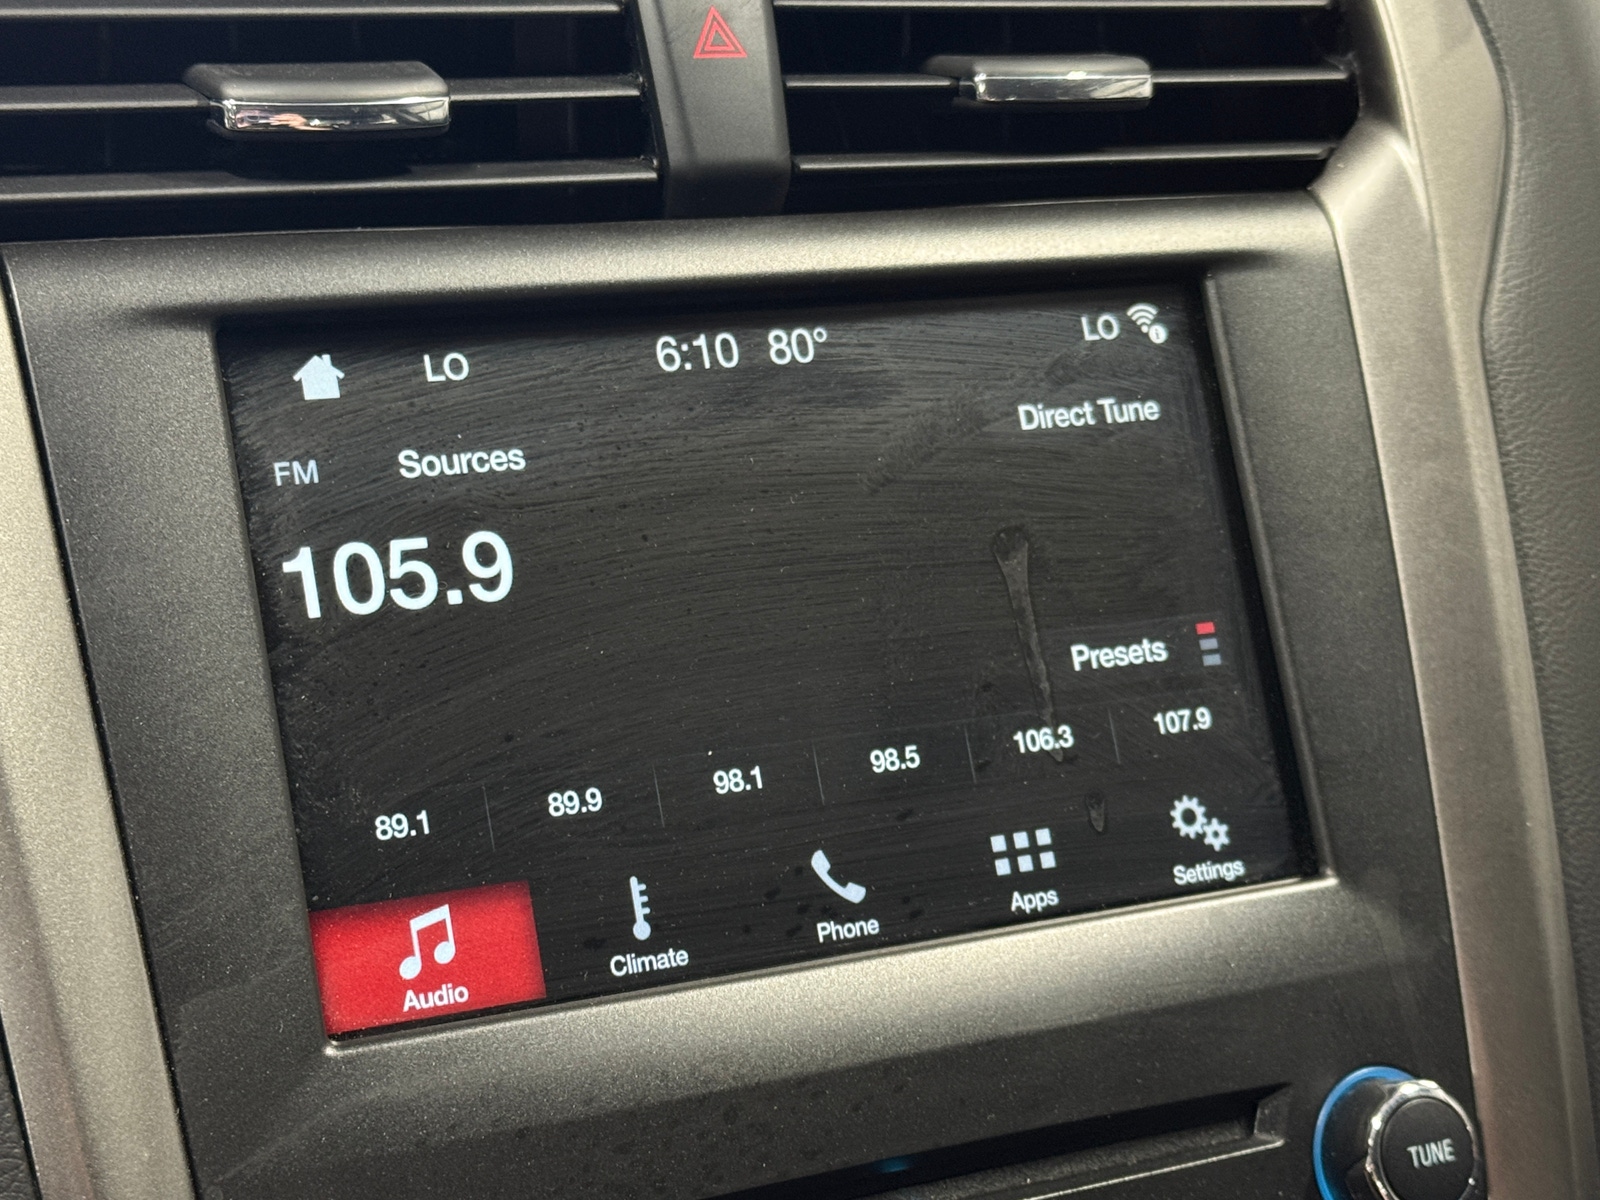 LO 6:10 80° LO
Direct Tune
FM Sources
105.9
Presets
89.1 89.9 98.1 98.5 106.3 107.9
Audio Climate Phone Apps Settings
TUNE